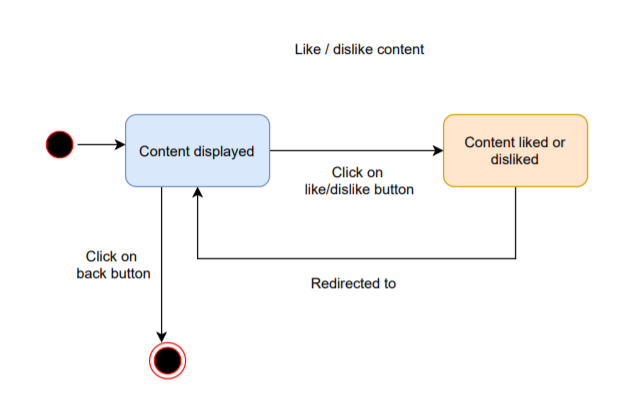 Like / dislike content
Content displayed
Content liked or
disliked
Click on
like/dislike button
Click on
back button
Redirected to